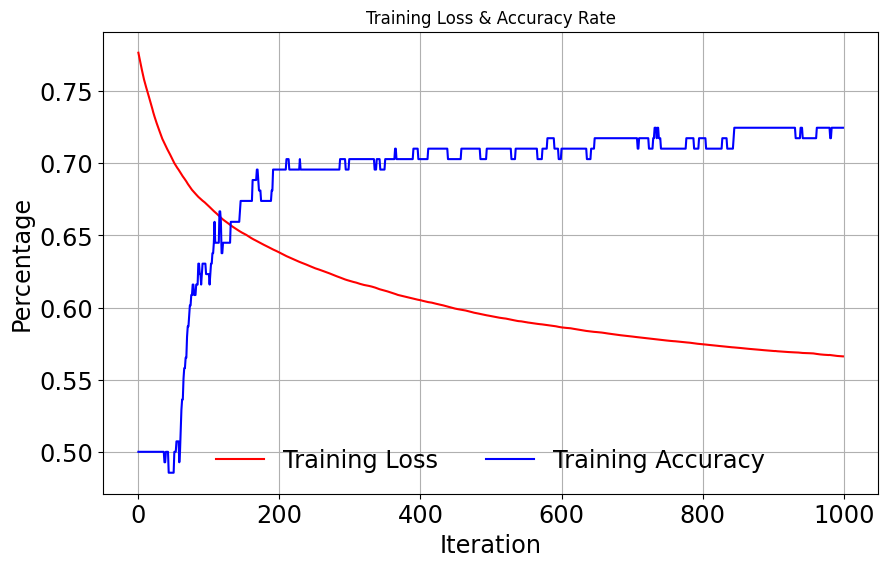 Training Loss & Accuracy Rate
0.75
0.70
0.65
0.60
0.55
0.50
Percentage
Training Loss
Training Accuracy
0 200 400 600 800 1000
Iteration